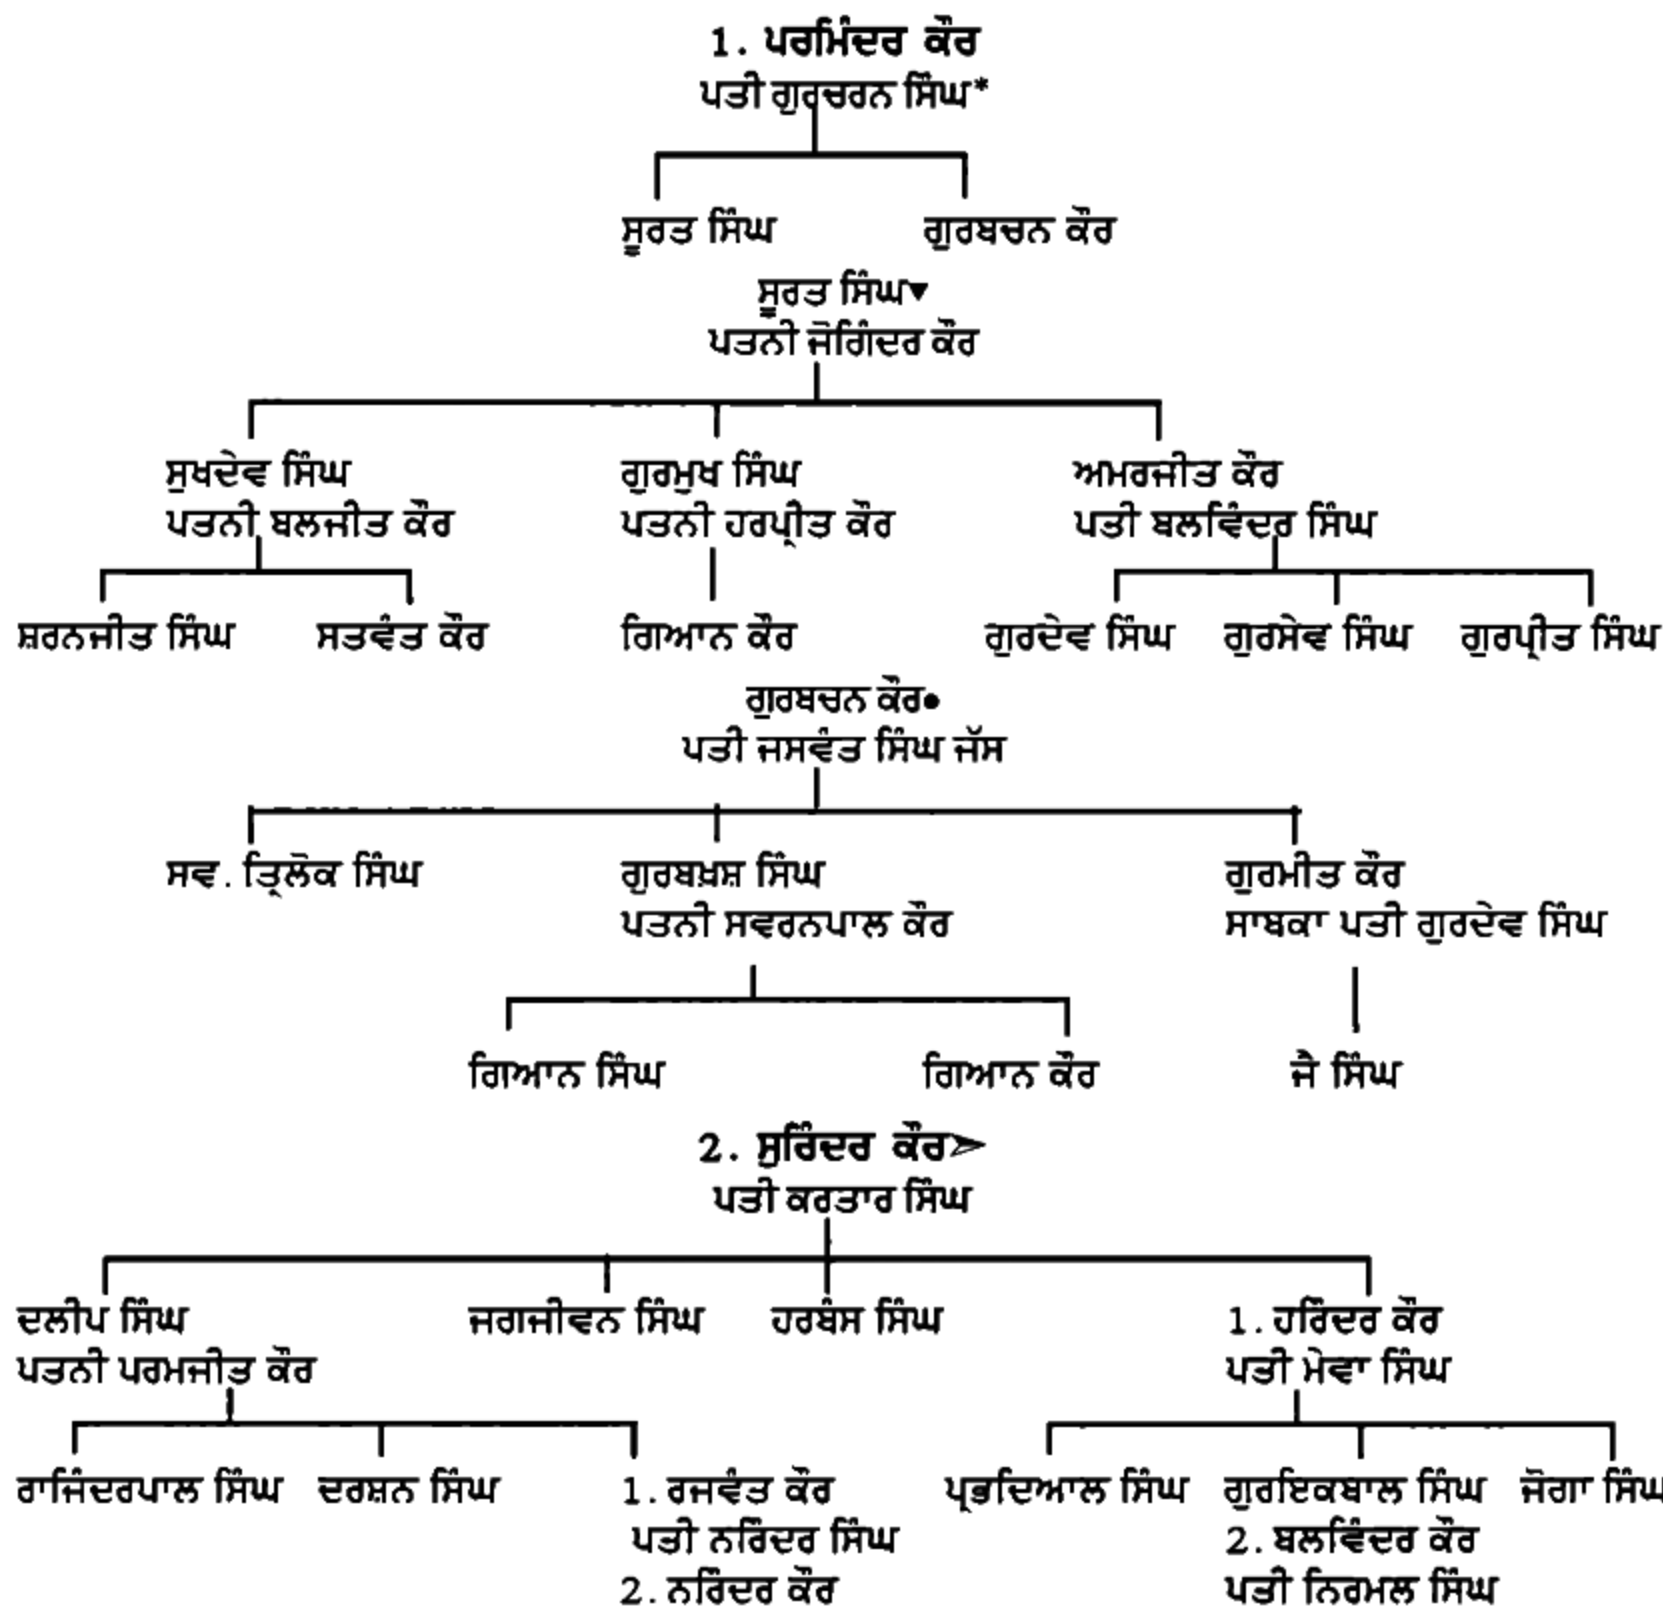 1. ਪਰਮਿੰਦਰ ਕੌਰ
ਪਤੀ ਗੁਰਚਰਨ ਸਿੰਘ*
ਸੂਰਤ ਸਿੰਘ ਗੁਰਬਚਨ ਕੌਰ
ਸੂਰਤ ਸਿੰਘ▼
ਪਤਨੀ ਜੋਗਿੰਦਰ ਕੌਰ
ਸੁਖਦੇਵ ਸਿੰਘ ਗੁਰਮੁਖ ਸਿੰਘ ਅਮਰਜੀਤ ਕੌਰ
ਪਤਨੀ ਬਲਜੀਤ ਕੌਰ ਪਤਨੀ ਹਰਪ੍ਰੀਤ ਕੌਰ ਪਤੀ ਬਲਵਿੰਦਰ ਸਿੰਘ
ਸ਼ਰਨਜੀਤ ਸਿੰਘ ਸਤਵੰਤ ਕੌਰ ਗਿਆਨ ਕੌਰ ਗੁਰਦੇਵ ਸਿੰਘ ਗੁਰਸੇਵ ਸਿੰਘ ਗੁਰਪ੍ਰੀਤ ਸਿੰਘ
ਗੁਰਬਚਨ ਕੌਰ●
ਪਤੀ ਜਸਵੰਤ ਸਿੰਘ ਜੱਸ
ਸਵ. ਤ੍ਰਿਲੋਕ ਸਿੰਘ ਗੁਰਬਖ਼ਸ਼ ਸਿੰਘ ਗੁਰਮੀਤ ਕੌਰ
ਪਤਨੀ ਸਵਰਨਪਾਲ ਕੌਰ ਸਾਬਕਾ ਪਤੀ ਗੁਰਦੇਵ ਸਿੰਘ
ਗਿਆਨ ਸਿੰਘ ਗਿਆਨ ਕੌਰ ਜੈ ਸਿੰਘ
2. ਸੁਰਿੰਦਰ ਕੌਰ➢
ਪਤੀ ਕਰਤਾਰ ਸਿੰਘ
ਦਲੀਪ ਸਿੰਘ ਜਗਜੀਵਨ ਸਿੰਘ ਹਰਬੰਸ ਸਿੰਘ 1. ਹਰਿੰਦਰ ਕੌਰ
ਪਤਨੀ ਪਰਮਜੀਤ ਕੌਰ ਪਤੀ ਮੇਵਾ ਸਿੰਘ
ਰਾਜਿੰਦਰਪਾਲ ਸਿੰਘ ਦਰਸ਼ਨ ਸਿੰਘ 1. ਰਜਵੰਤ ਕੌਰ ਪ੍ਰਭਦਿਆਲ ਸਿੰਘ ਗੁਰਇਕਬਾਲ ਸਿੰਘ ਜੋਗਾ ਸਿੰਘ
ਪਤੀ ਨਰਿੰਦਰ ਸਿੰਘ 2. ਬਲਵਿੰਦਰ ਕੌਰ
2. ਨਰਿੰਦਰ ਕੌਰ ਪਤੀ ਨਿਰਮਲ ਸਿੰਘ